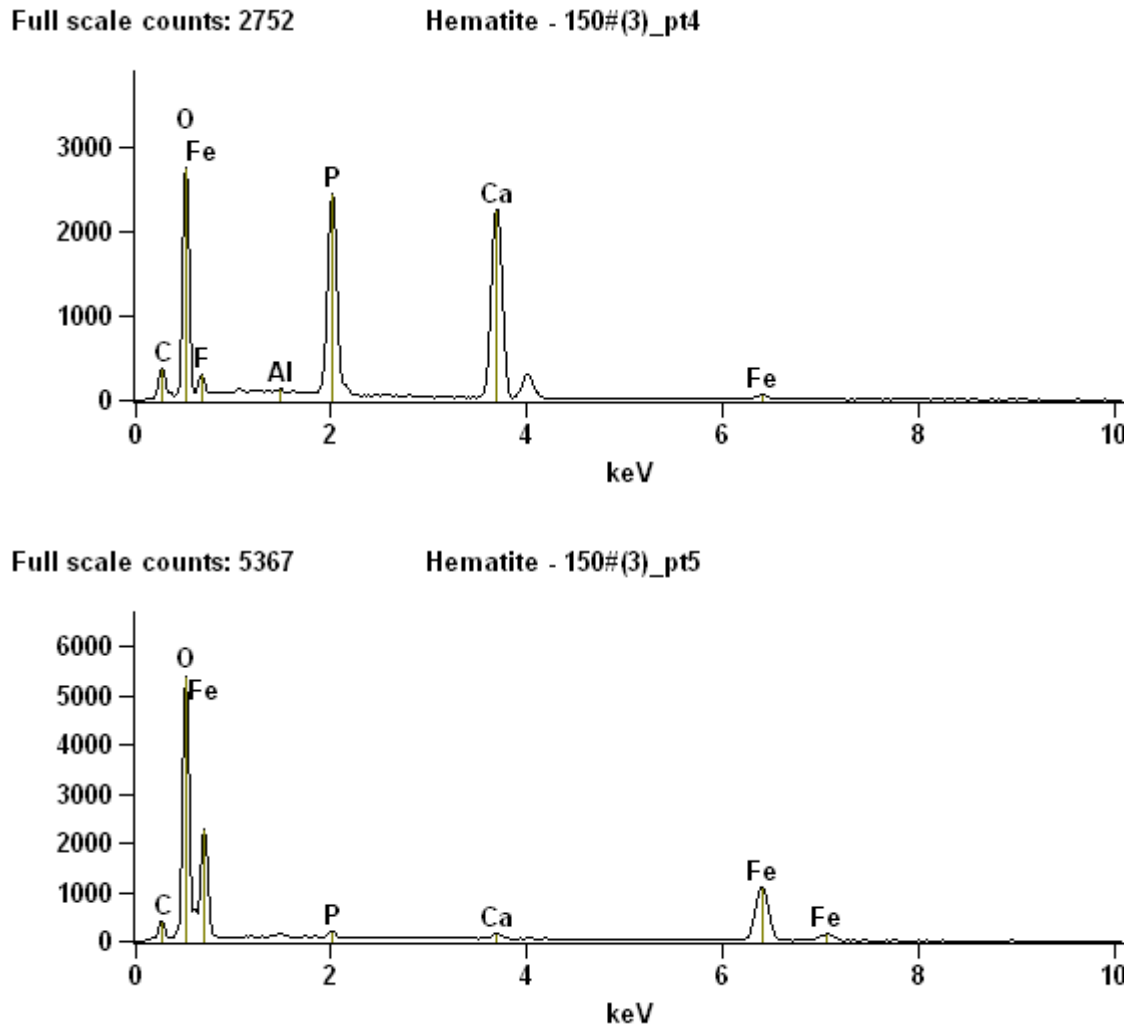 Full scale counts: 2752 Hematite - 150#(3)_pt4
O
Fe
3000
P
Ca
2000
1000
C
F
Al
Fe
0
0 2 4 6 8 10
keV
Full scale counts: 5367 Hematite - 150#(3)_pt5
6000
O
Fe
5000
4000
3000
2000
1000
C
P
Ca
Fe
Fe
0
0 2 4 6 8 10
keV